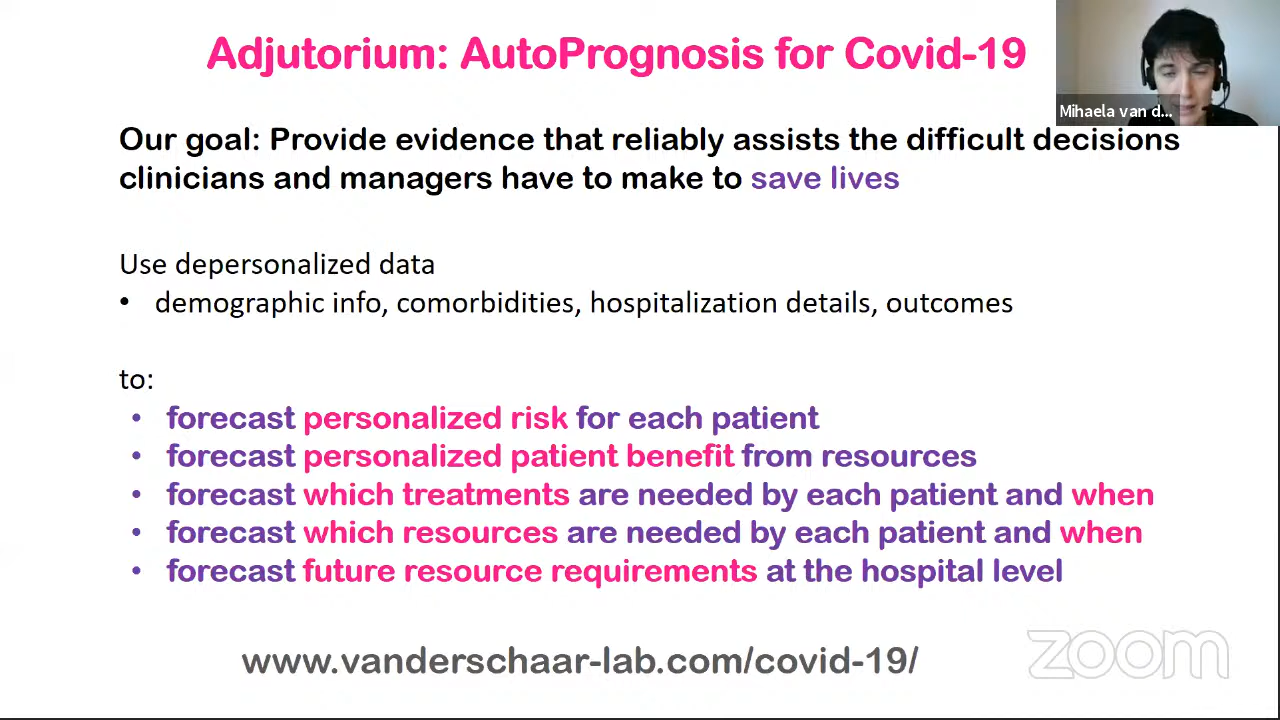 Adjutorium: AutoPrognosis for Covid-19
Mihaela van d...
Our goal: Provide evidence that reliably assists the difficult decisions
clinicians and managers have to make to save lives
Use depersonalized data
• demographic info, comorbidities, hospitalization details, outcomes
to:
• forecast personalized risk for each patient
• forecast personalized patient benefit from resources
• forecast which treatments are needed by each patient and when
• forecast which resources are needed by each patient and when
• forecast future resource requirements at the hospital level
www.vanderschaar-lab.com/covid-19/
zoom